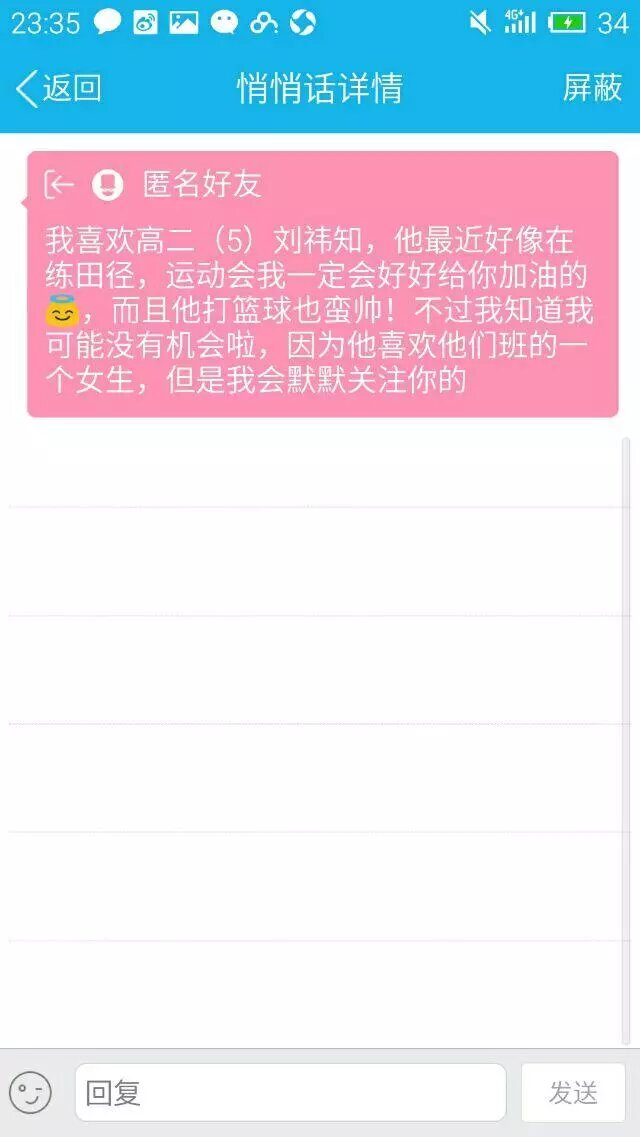 23:35 4G+ 34
返回 悄悄话详情 屏蔽
匿名好友
我喜欢高二（5）刘祎知，他最近好像在
练田径，运动会我一定会好好给你加油的
😇，而且他打篮球也蛮帅！不过我知道我
可能没有机会啦，因为他喜欢他们班的一
个女生，但是我会默默关注你的
回复 发送